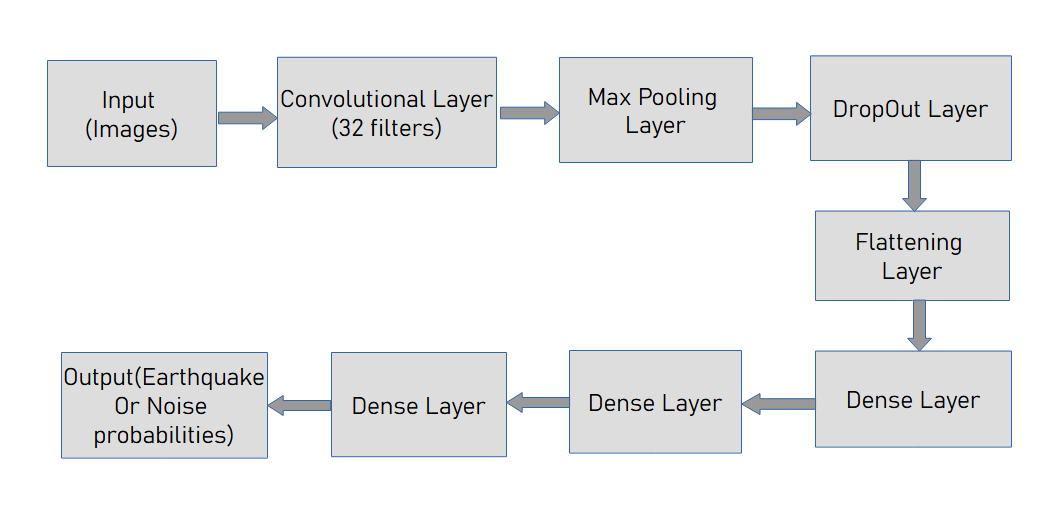 Input
(Images)
Convolutional Layer
(32 filters)
Max Pooling
Layer
DropOut Layer
Flattening
Layer
Dense Layer
Dense Layer
Dense Layer
Output(Earthquake
Or Noise
probabilities)